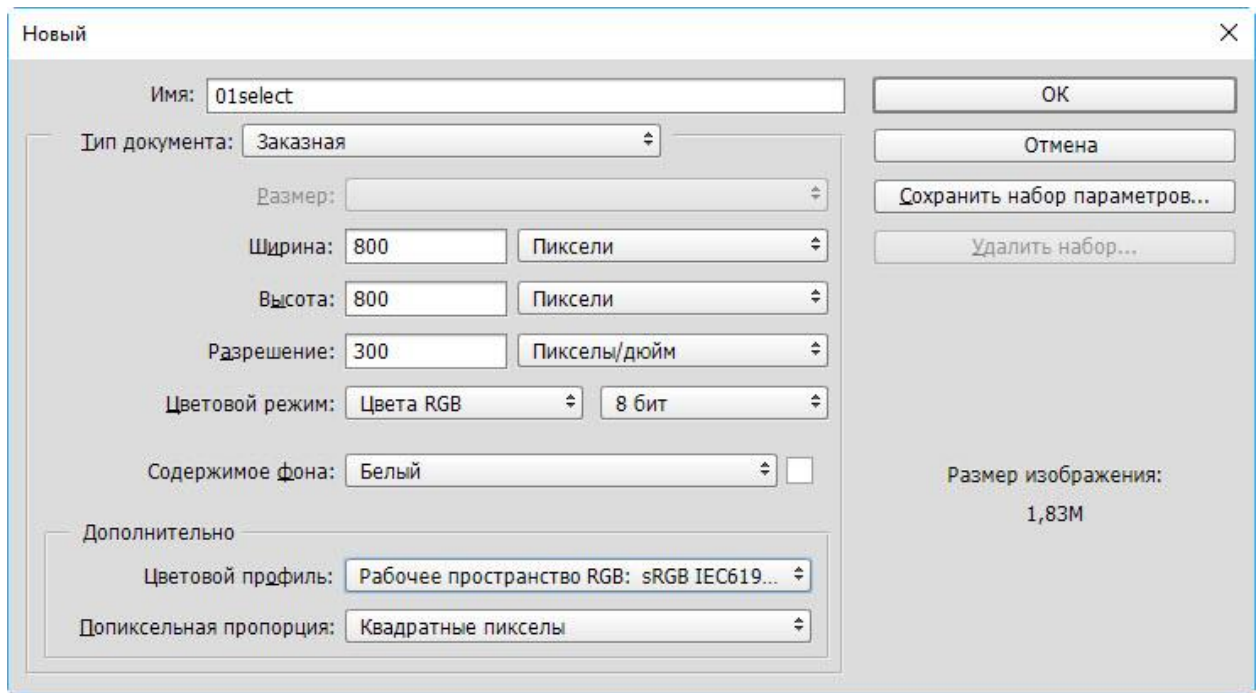 Новый
Имя: 01select
ОК
Тип документа: Заказная
Отмена
Размер:
Сохранить набор параметров...
Ширина: 800 Пиксели
Удалить набор...
Высота: 800 Пиксели
Разрешение: 300 Пикселы/дюйм
Цветовой режим: Цвета RGB 8 бит
Содержимое фона: Белый
Размер изображения:
1,83M
Дополнительно
Цветовой профиль: Рабочее пространство RGB: sRGB IEC619...
Попиксельная пропорция: Квадратные пикселы